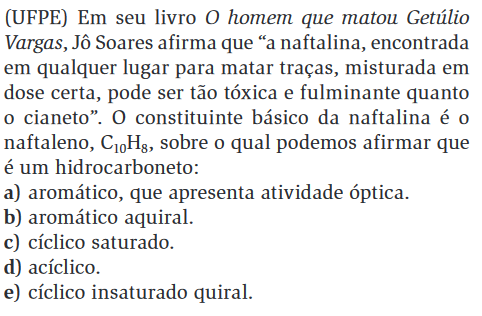 (UFPE) Em seu livro O homem que matou Getúlio
Vargas, Jô Soares afirma que “a naftalina, encontrada
em qualquer lugar para matar traças, misturada em
dose certa, pode ser tão tóxica e fulminante quanto
o cianeto”. O constituinte básico da naftalina é o
naftaleno, C₁₀H₈, sobre o qual podemos afirmar que
é um hidrocarboneto:
a) aromático, que apresenta atividade óptica.
b) aromático aquiral.
c) cíclico saturado.
d) acíclico.
e) cíclico insaturado quiral.